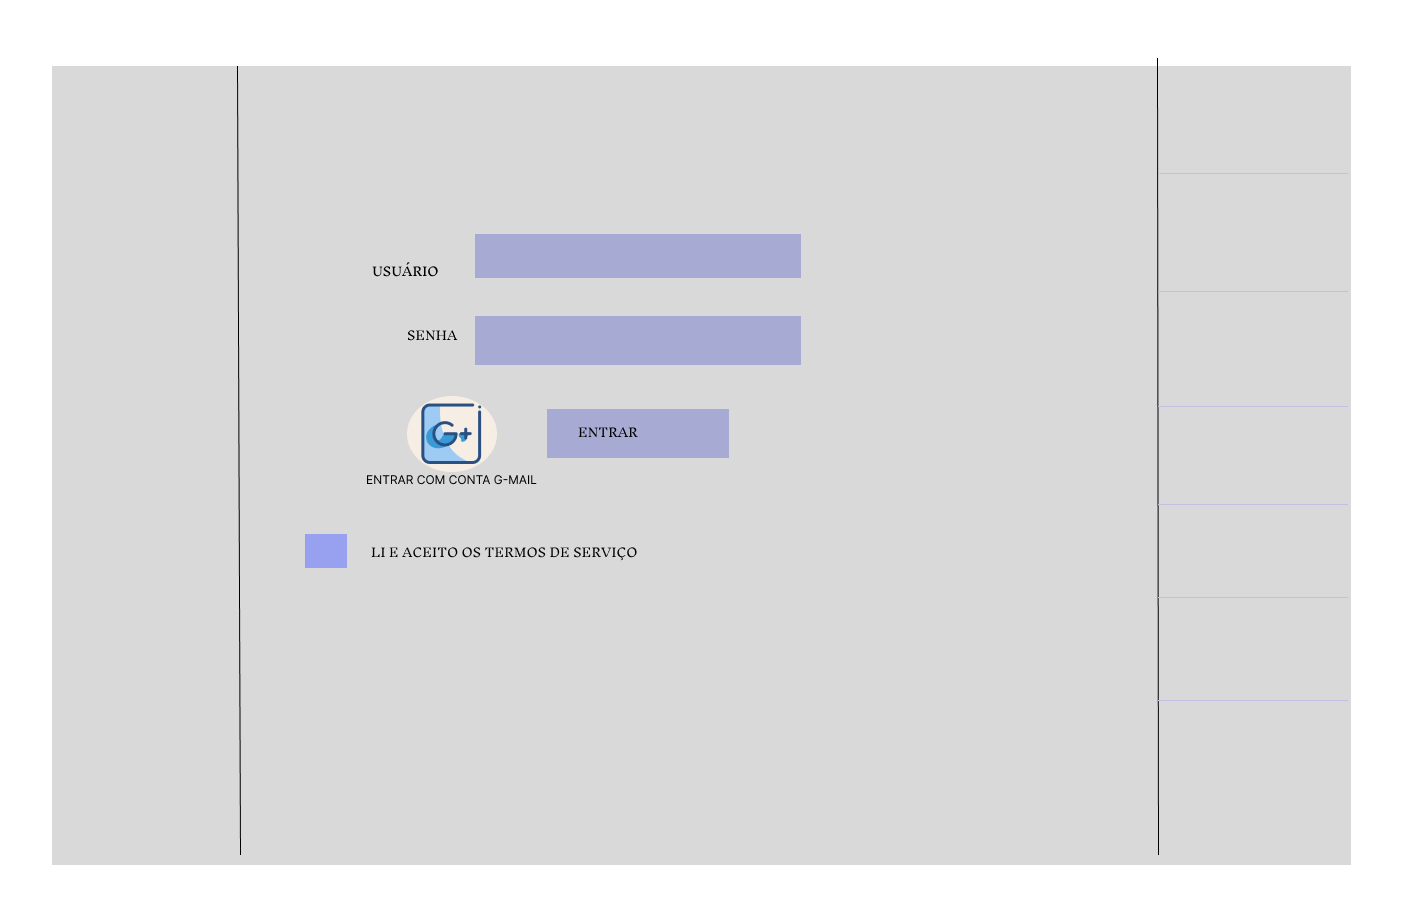 USUÁRIO
SENHA
G+
ENTRAR
ENTRAR COM CONTA G-MAIL
LI E ACEITO OS TERMOS DE SERVIÇO